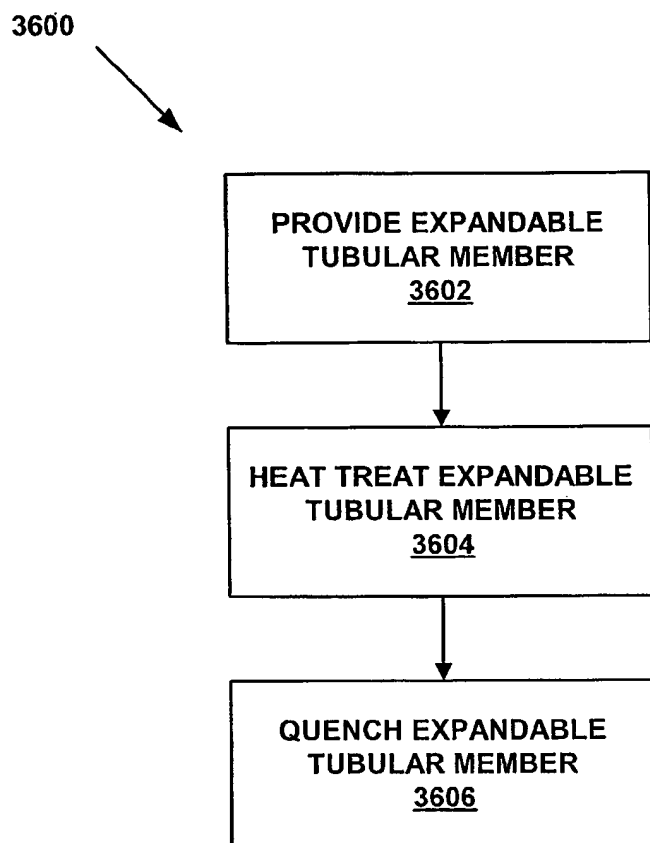 3600
PROVIDE EXPANDABLE
TUBULAR MEMBER
3602
HEAT TREAT EXPANDABLE
TUBULAR MEMBER
3604
QUENCH EXPANDABLE
TUBULAR MEMBER
3606